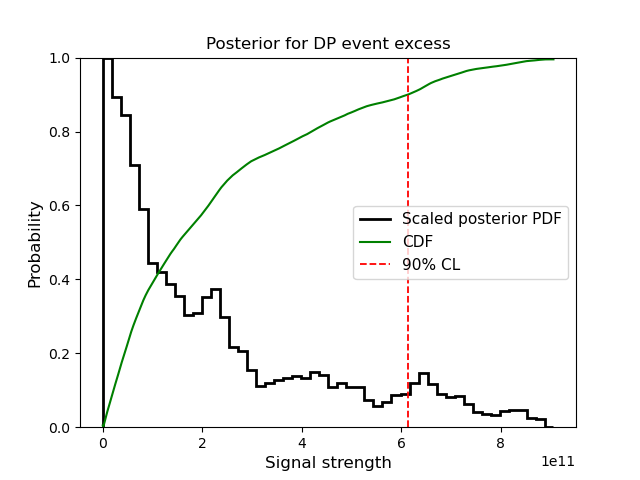 Posterior for DP event excess
1.0
0.8
0.6
0.4
0.2
0.0
Probability
Scaled posterior PDF
CDF
90% CL
0 2 4 6 8
1e11
Signal strength